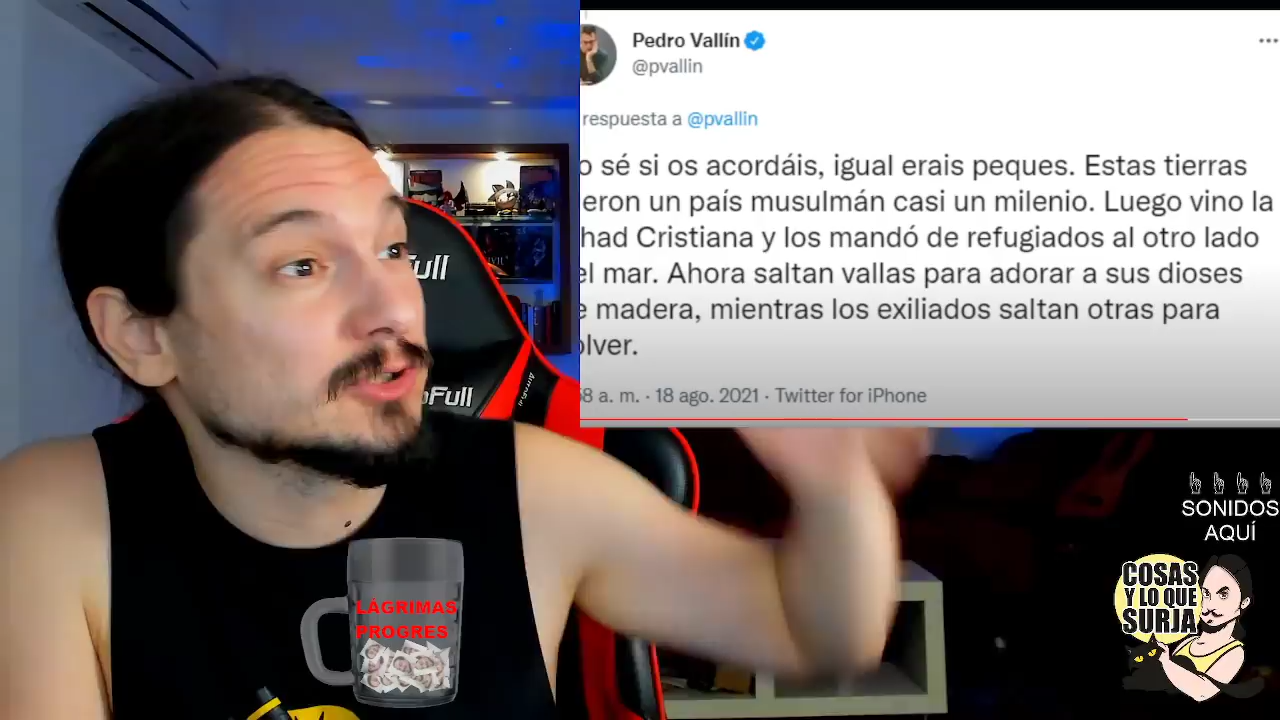 Pedro Vallín
@pvallin
respuesta a @pvallin
o sé si os acordáis, igual erais peques. Estas tierras
eron un país musulmán casi un milenio. Luego vino la
had Cristiana y los mandó de refugiados al otro lado
el mar. Ahora saltan vallas para adorar a sus dioses
e madera, mientras los exiliados saltan otras para
olver.
8 a. m. · 18 ago. 2021 · Twitter for iPhone
Full
Full
LÁGRIMAS
PROGRES
SONIDOS
AQUÍ
COSAS
Y LO QUE
SURJA